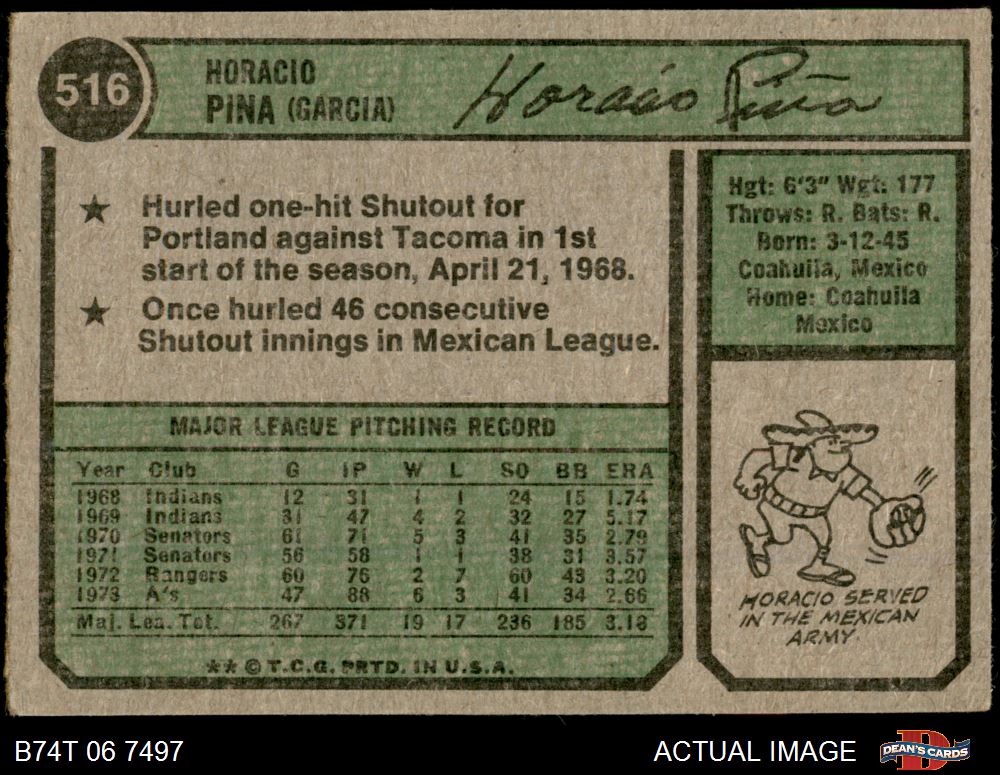 516
HORACIO
PINA (GARCIA)
Horacio Piña
★ Hurled one-hit Shutout for
Portland against Tacoma in 1st
start of the season, April 21, 1968.
★ Once hurled 46 consecutive
Shutout innings in Mexican League.
Hgt: 6'3" Wgt: 177
Throws: R. Bats: R.
Born: 3-12-45
Coahuila, Mexico
Home: Coahuila
Mexico
MAJOR LEAGUE PITCHING RECORD
Year Club G IP W L SO BB ERA
1968 Indians 12 31 1 1 24 15 1.74
1969 Indians 31 47 4 2 32 27 5.17
1970 Senators 61 71 5 3 41 35 2.79
1971 Senators 56 58 1 1 38 31 3.57
1972 Rangers 60 76 2 7 60 43 3.20
1973 A's 47 88 6 3 41 34 2.66
Maj. Lea. Tot. 267 371 19 17 236 185 3.18
** © T.C.G. PRTD. IN U.S.A.
HORACIO SERVED
IN THE MEXICAN
ARMY.
B74T 06 7497
ACTUAL IMAGE
DEAN'S CARDS